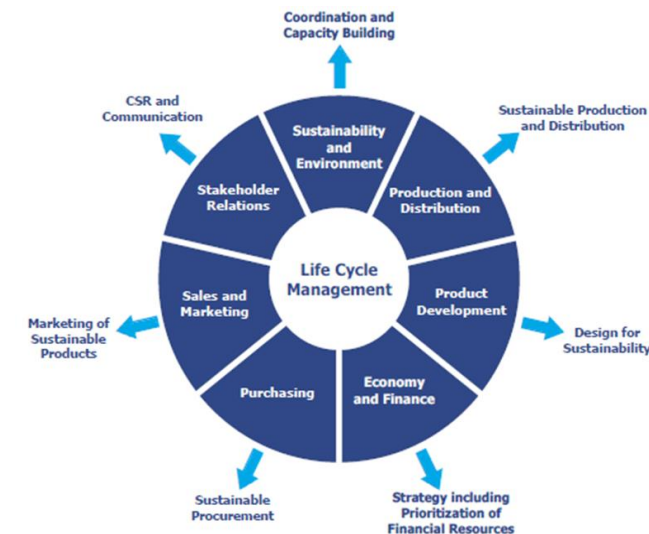 Coordination and
Capacity Building
CSR and
Communication
Sustainable Production
and Distribution
Sustainability
and
Environment
Stakeholder
Relations
Production and
Distribution
Life Cycle
Management
Sales and
Marketing
Product
Development
Marketing of
Sustainable
Products
Design for
Sustainability
Purchasing
Economy
and Finance
Sustainable
Procurement
Strategy including
Prioritization of
Financial Resources